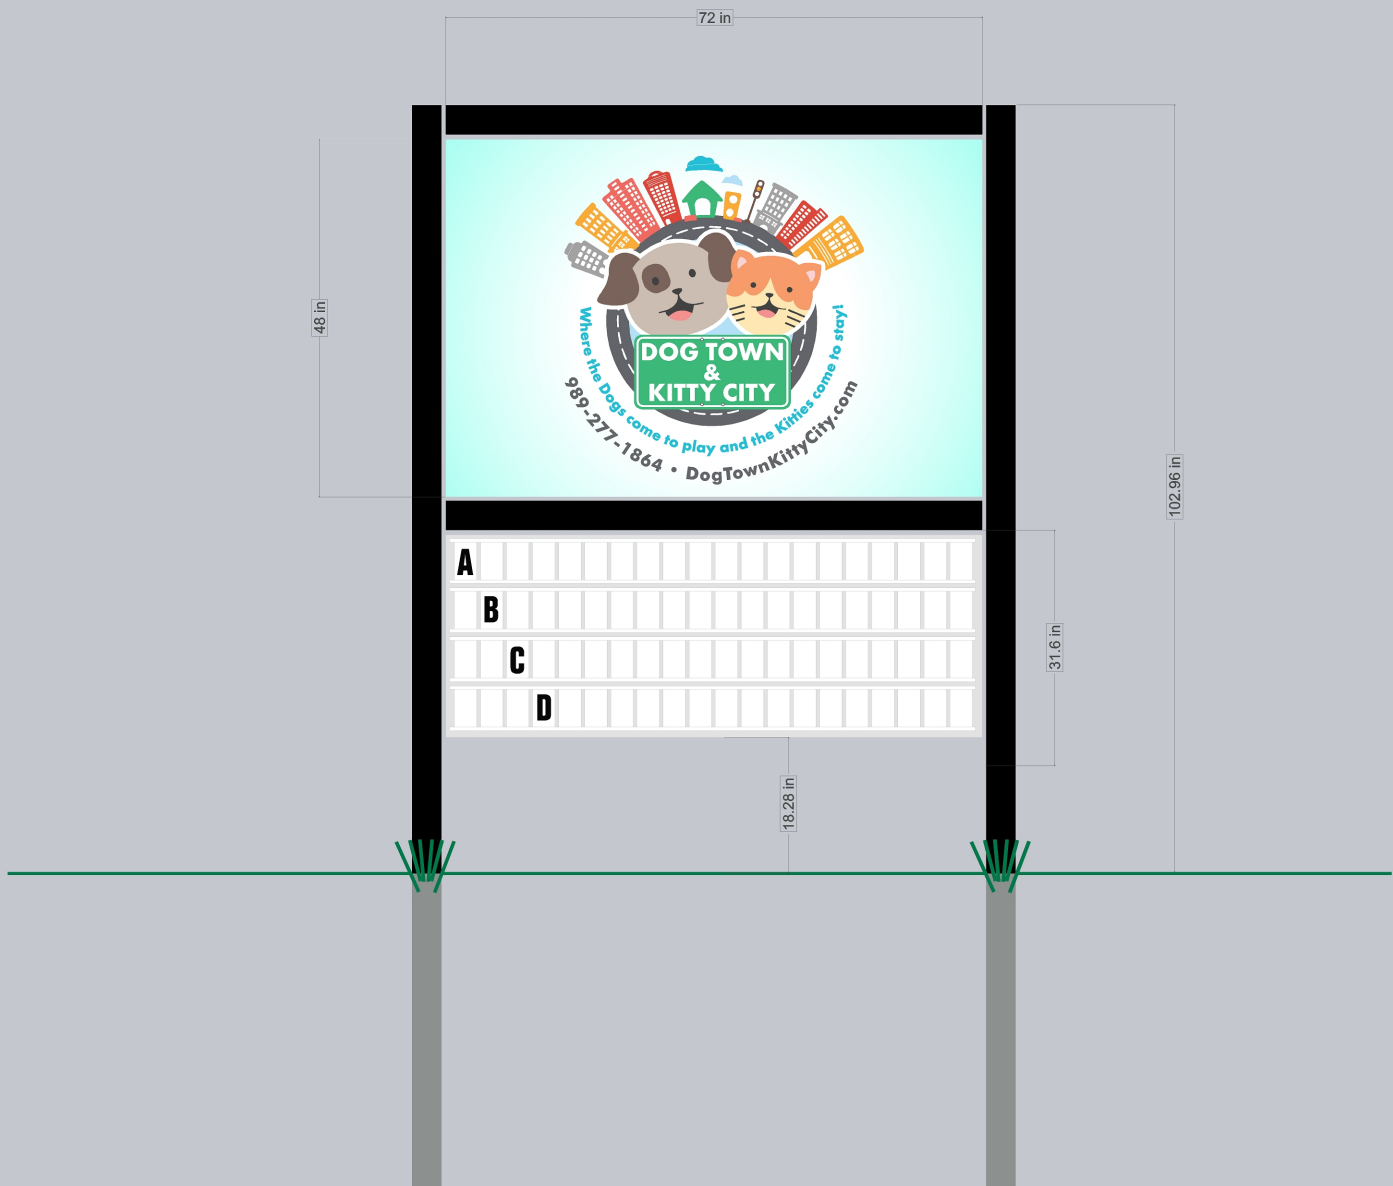 72 in
48 in
DOG TOWN
&
KITTY CITY
Where the Dogs come to play and the Kitties come to stay!
989-277-1864 • DogTownKittyCity.com
102.96 in
A
B
C
D
31.6 in
18.28 in